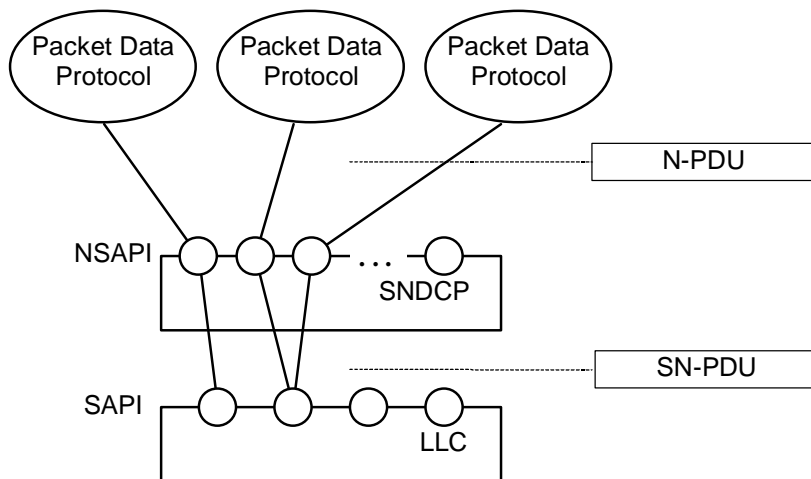 Packet Data
Protocol
Packet Data
Protocol
Packet Data
Protocol
N-PDU
NSAPI
...
SNDCP
SN-PDU
SAPI
LLC